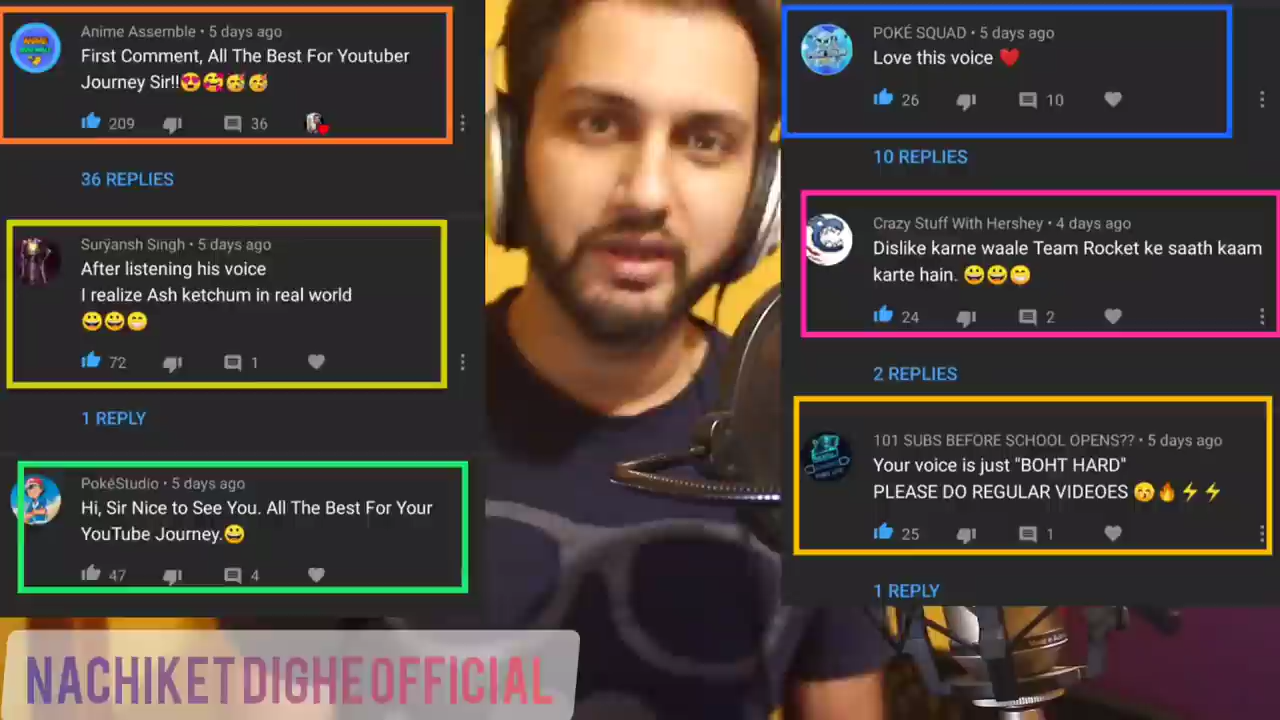 Anime Assemble • 5 days ago
First Comment, All The Best For Youtuber
Journey Sir!!😍🥰🥳🥳
209 36
36 REPLIES
Surÿansh Singh • 5 days ago
After listening his voice
I realize Ash ketchum in real world
😀😀😁
72 1
1 REPLY
PokéStudio • 5 days ago
Hi, Sir Nice to See You. All The Best For Your
YouTube Journey.😀
47 4
POKÉ SQUAD • 5 days ago
Love this voice ❤️
26 10
10 REPLIES
Crazy Stuff With Hershey • 4 days ago
Dislike karne waale Team Rocket ke saath kaam
karte hain. 😀😀😁
24 2
2 REPLIES
101 SUBS BEFORE SCHOOL OPENS?? • 5 days ago
Your voice is just "BOHT HARD"
PLEASE DO REGULAR VIDEOES 😚🔥⚡⚡
25 1
1 REPLY
NACHIKET DIGHE OFFICIAL